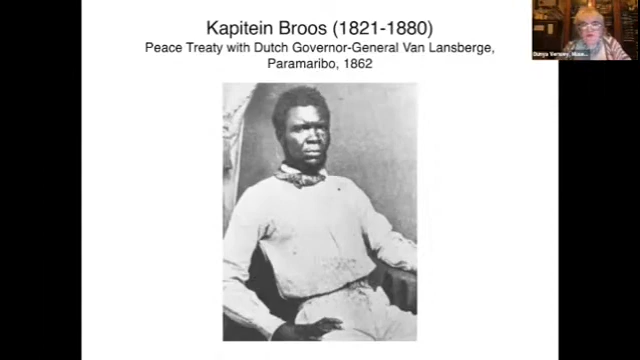 Kapitein Broos (1821-1880)
Peace Treaty with Dutch Governor-General Van Lansberge,
Paramaribo, 1862